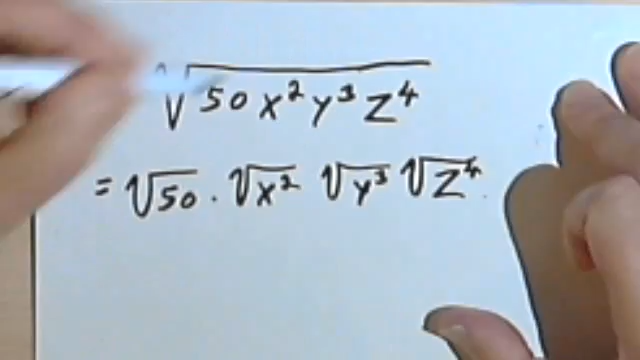 √50x²y³z⁴
= √50 · √x² √y³ √z⁴